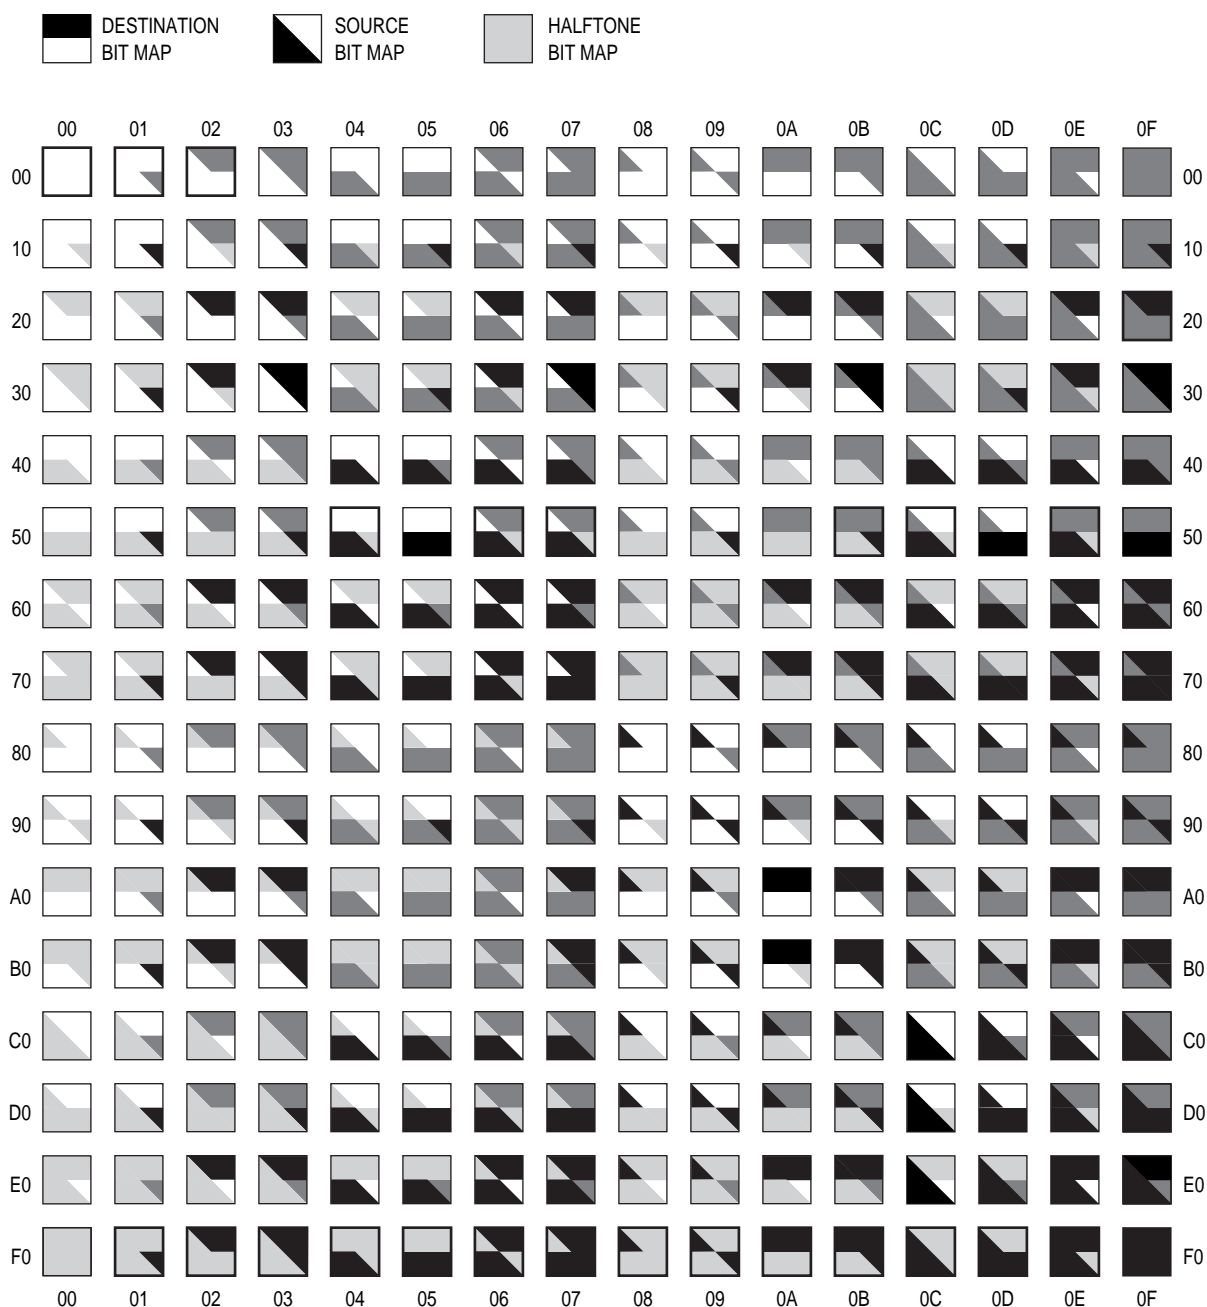 DESTINATION
BIT MAP
SOURCE
BIT MAP
HALFTONE
BIT MAP
00 01 02 03 04 05 06 07 08 09 0A 0B 0C 0D 0E 0F
00 00
10 10
20 20
30 30
40 40
50 50
60 60
70 70
80 80
90 90
A0 A0
B0 B0
C0 C0
D0 D0
E0 E0
F0 F0
00 01 02 03 04 05 06 07 08 09 0A 0B 0C 0D 0E 0F